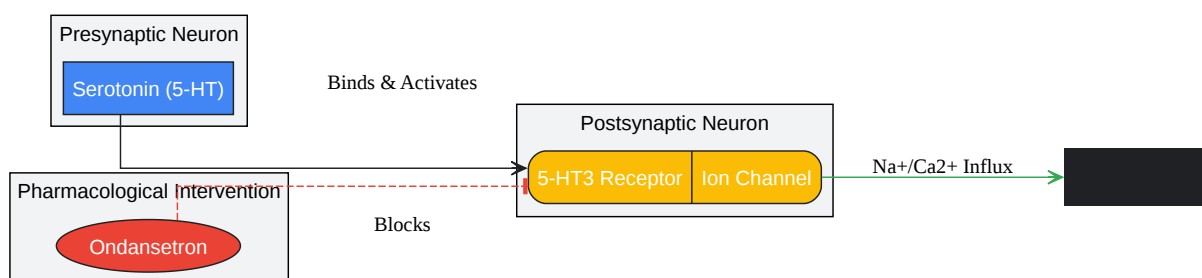 Presynaptic Neuron
Serotonin (5-HT)
Binds & Activates
Postsynaptic Neuron
5-HT3 Receptor
Ion Channel
Na+/Ca2+ Influx
Pharmacological Intervention
Blocks
Ondansetron